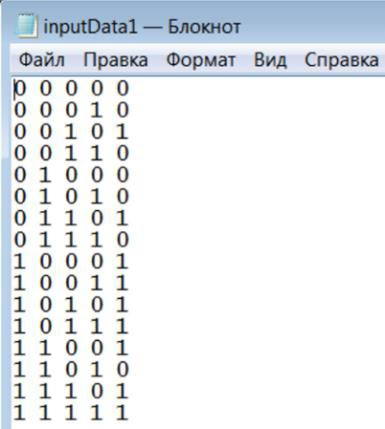 inputData1 — Блокнот
Файл Правка Формат Вид Справка
0 0 0 0 0
0 0 0 1 0
0 0 1 0 1
0 0 1 1 0
0 1 0 0 0
0 1 0 1 0
0 1 1 0 1
0 1 1 1 0
1 0 0 0 1
1 0 0 1 1
1 0 1 0 1
1 0 1 1 1
1 1 0 0 1
1 1 0 1 0
1 1 1 0 1
1 1 1 1 1